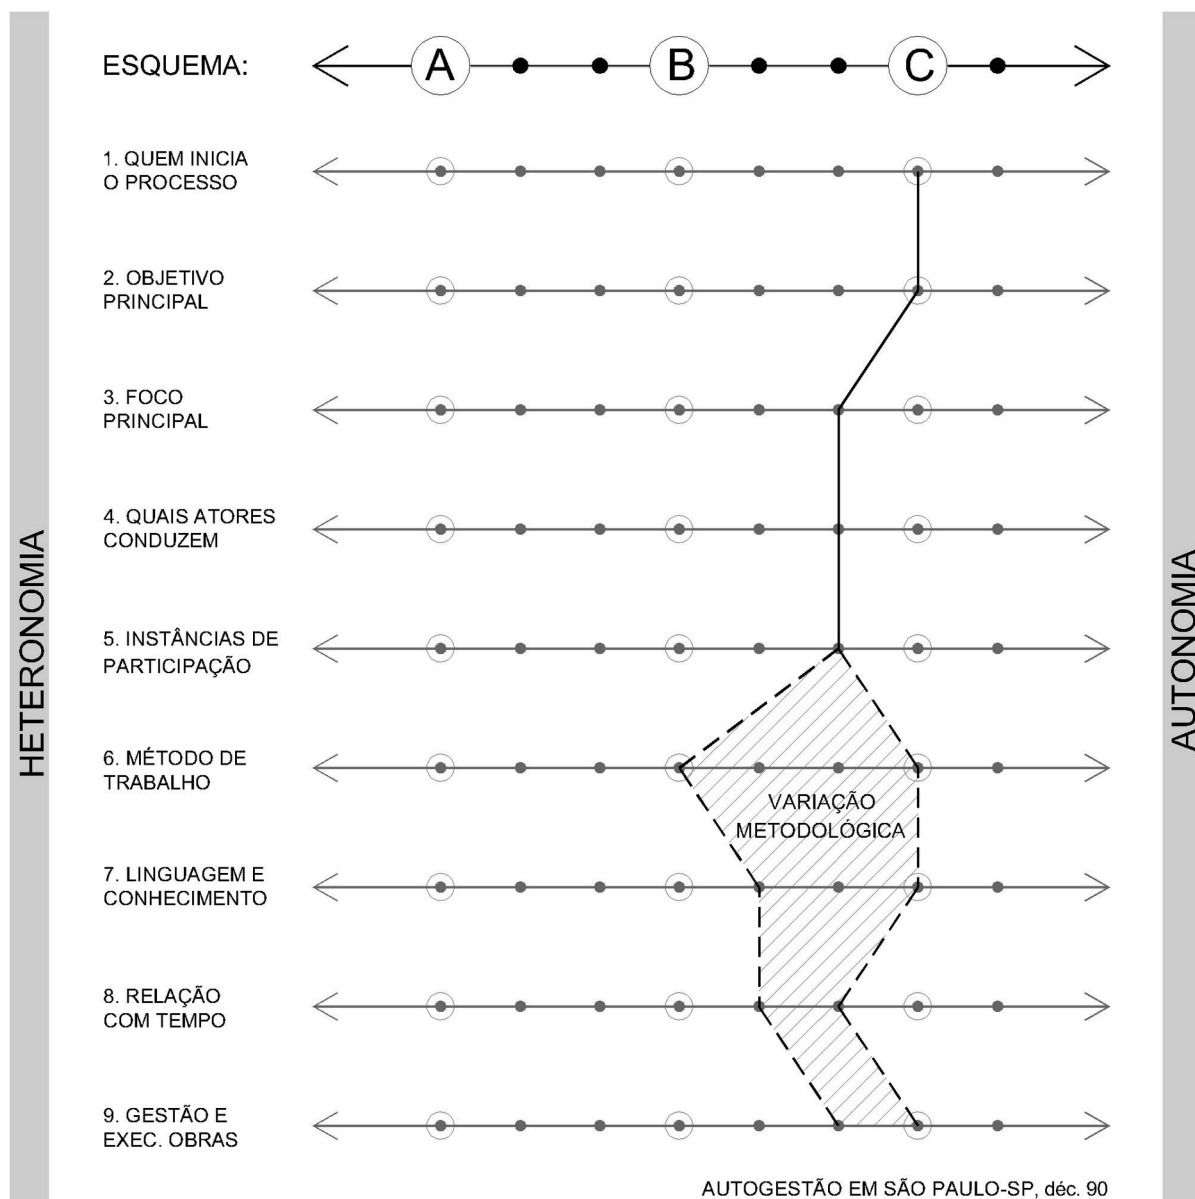 ESQUEMA:
A
B
C
1. QUEM INICIA
O PROCESSO
2. OBJETIVO
PRINCIPAL
3. FOCO
PRINCIPAL
4. QUAIS ATORES
CONDUZEM
5. INSTÂNCIAS DE
PARTICIPAÇÃO
6. MÉTODO DE
TRABALHO
VARIAÇÃO
METODOLÓGICA
7. LINGUAGEM E
CONHECIMENTO
8. RELAÇÃO
COM TEMPO
9. GESTÃO E
EXEC. OBRAS
HETERONOMIA
AUTONOMIA
AUTOGESTÃO EM SÃO PAULO-SP, déc. 90